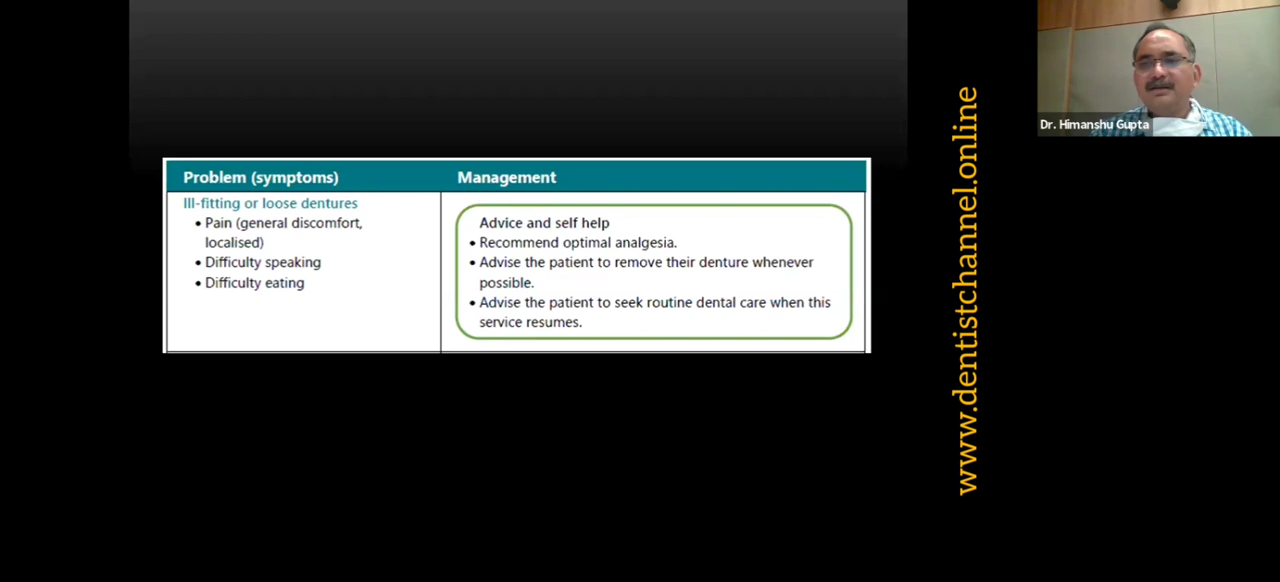 Problem (symptoms)
Management
Ill-fitting or loose dentures
• Pain (general discomfort,
localised)
• Difficulty speaking
• Difficulty eating
Advice and self help
• Recommend optimal analgesia.
• Advise the patient to remove their denture whenever
possible.
• Advise the patient to seek routine dental care when this
service resumes.
www.dentistchannel.online
Dr. Himanshu Gupta